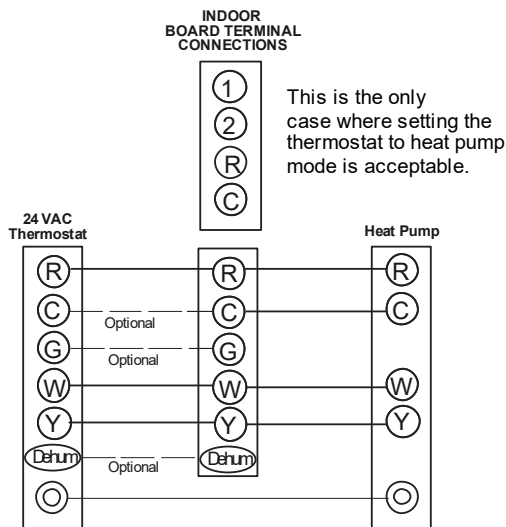 INDOOR
BOARD TERMINAL
CONNECTIONS
1
2
R
C
This is the only
case where setting the
thermostat to heat pump
mode is acceptable.
24 VAC
Thermostat
Heat Pump
R
R
R
C
Optional
C
C
G
Optional
G
W
W
W
Y
Y
Y
Dehum
Optional
Dehum